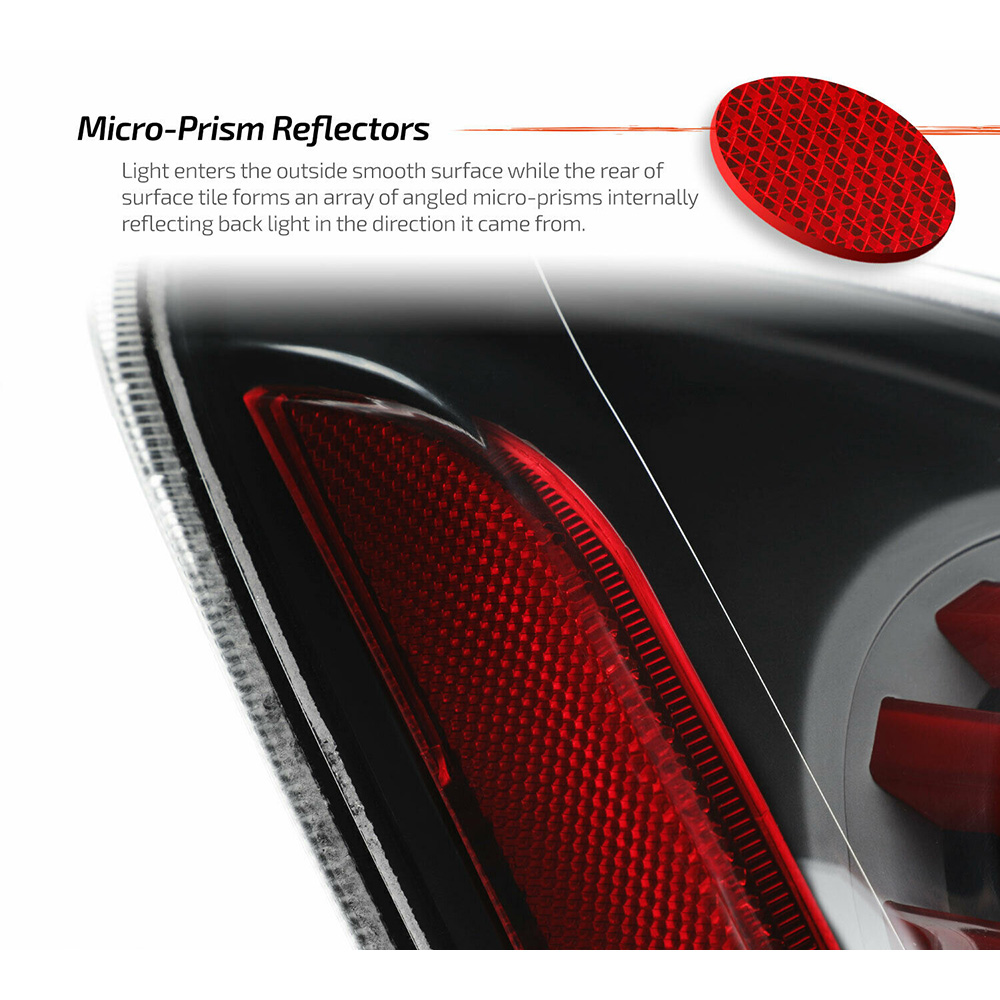 Micro-Prism Reflectors
Light enters the outside smooth surface while the rear of
surface tile forms an array of angled micro-prisms internally
reflecting back light in the direction it came from.